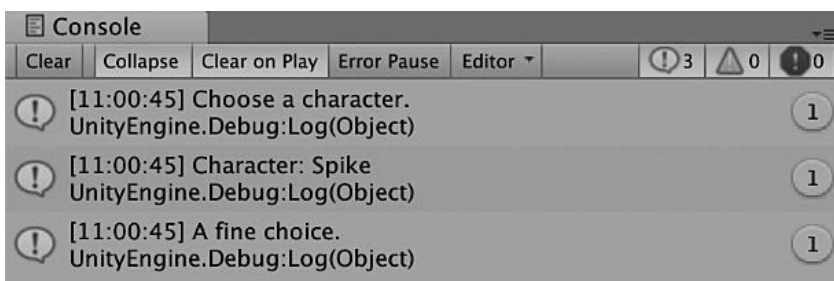 Console
Clear Collapse Clear on Play Error Pause Editor 3 0 0
[11:00:45] Choose a character.
UnityEngine.Debug:Log(Object)
1
[11:00:45] Character: Spike
UnityEngine.Debug:Log(Object)
1
[11:00:45] A fine choice.
UnityEngine.Debug:Log(Object)
1